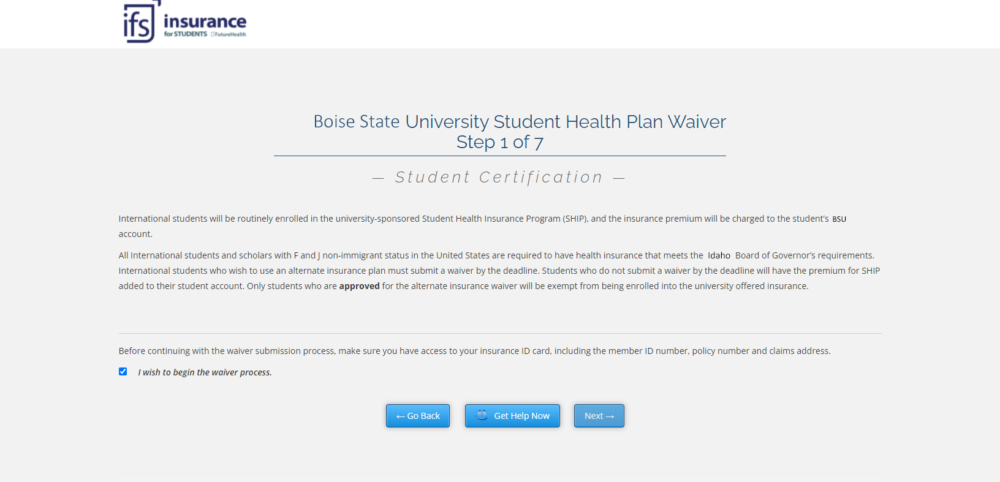 ifs insurance
for STUDENTS FutureHealth
Boise State University Student Health Plan Waiver
Step 1 of 7
— Student Certification —
International students will be routinely enrolled in the university-sponsored Student Health Insurance Program (SHIP), and the insurance premium will be charged to the student’s BSU
account.
All International students and scholars with F and J non-immigrant status in the United States are required to have health insurance that meets the Idaho Board of Governor’s requirements.
International students who wish to use an alternate insurance plan must submit a waiver by the deadline. Students who do not submit a waiver by the deadline will have the premium for SHIP
added to their student account. Only students who are approved for the alternate insurance waiver will be exempt from being enrolled into the university offered insurance.
Before continuing with the waiver submission process, make sure you have access to your insurance ID card, including the member ID number, policy number and claims address.
I wish to begin the waiver process.
← Go Back Get Help Now Next →